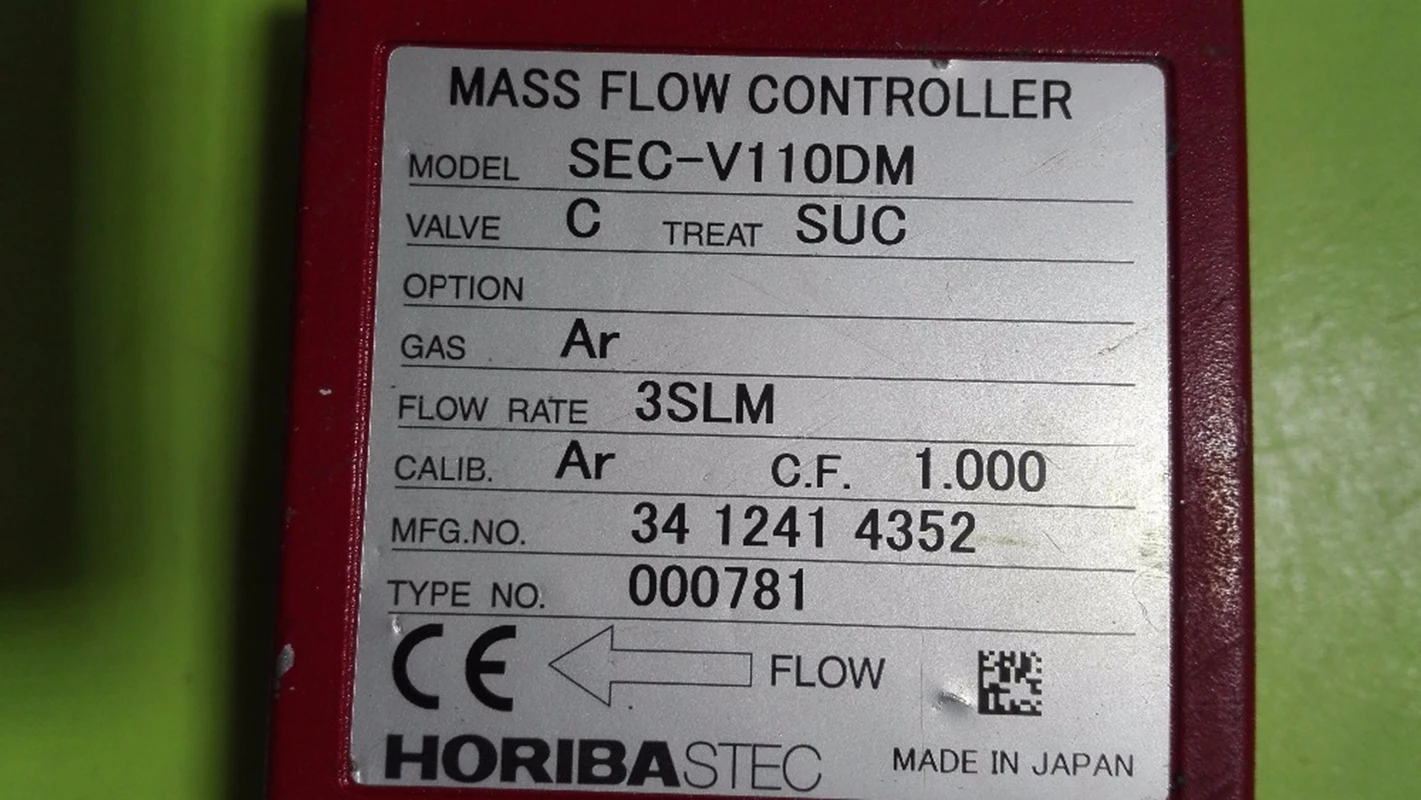 MASS FLOW CONTROLLER
MODEL SEC-V110DM
VALVE C TREAT SUC
OPTION
GAS Ar
FLOW RATE 3SLM
CALIB. Ar C.F. 1.000
MFG.NO. 34 1241 4352
TYPE NO. 000781
CE FLOW
HORIBASTEC MADE IN JAPAN